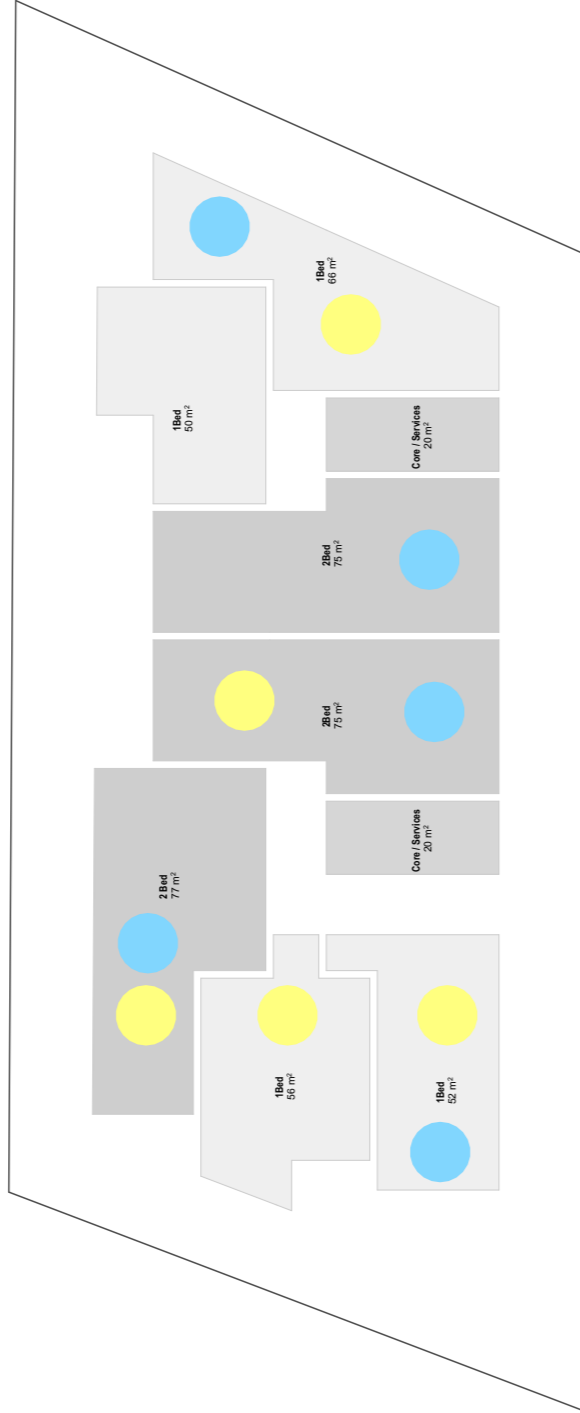 1Bed
66 m²
1Bed
50 m²
Core / Services
20 m²
2Bed
75 m²
2Bed
75 m²
Core / Services
20 m²
2 Bed
77 m²
1Bed
56 m²
1Bed
52 m²